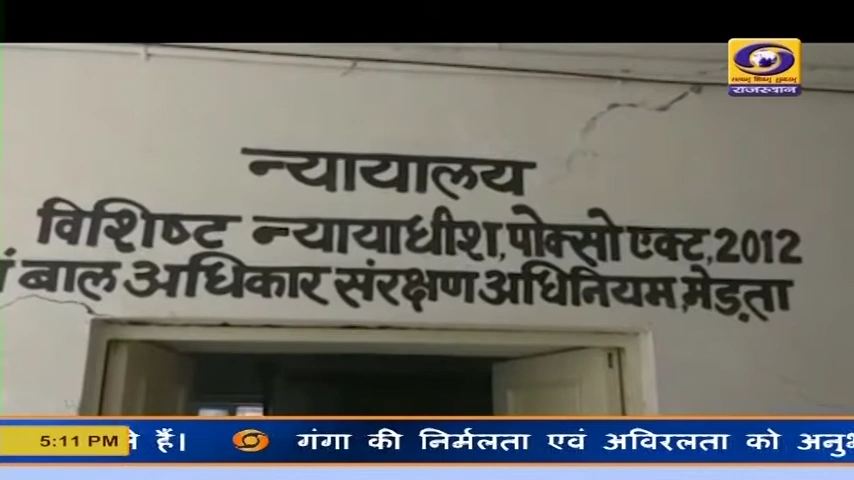 राजस्थान
न्यायालय
विशिष्ट न्यायाधीश, पोक्सो एक्ट, 2012
बाल अधिकार संरक्षण अधिनियम, मेड़ता
5:11 PM
हैं। गंगा की निर्मलता एवं अविरलता को